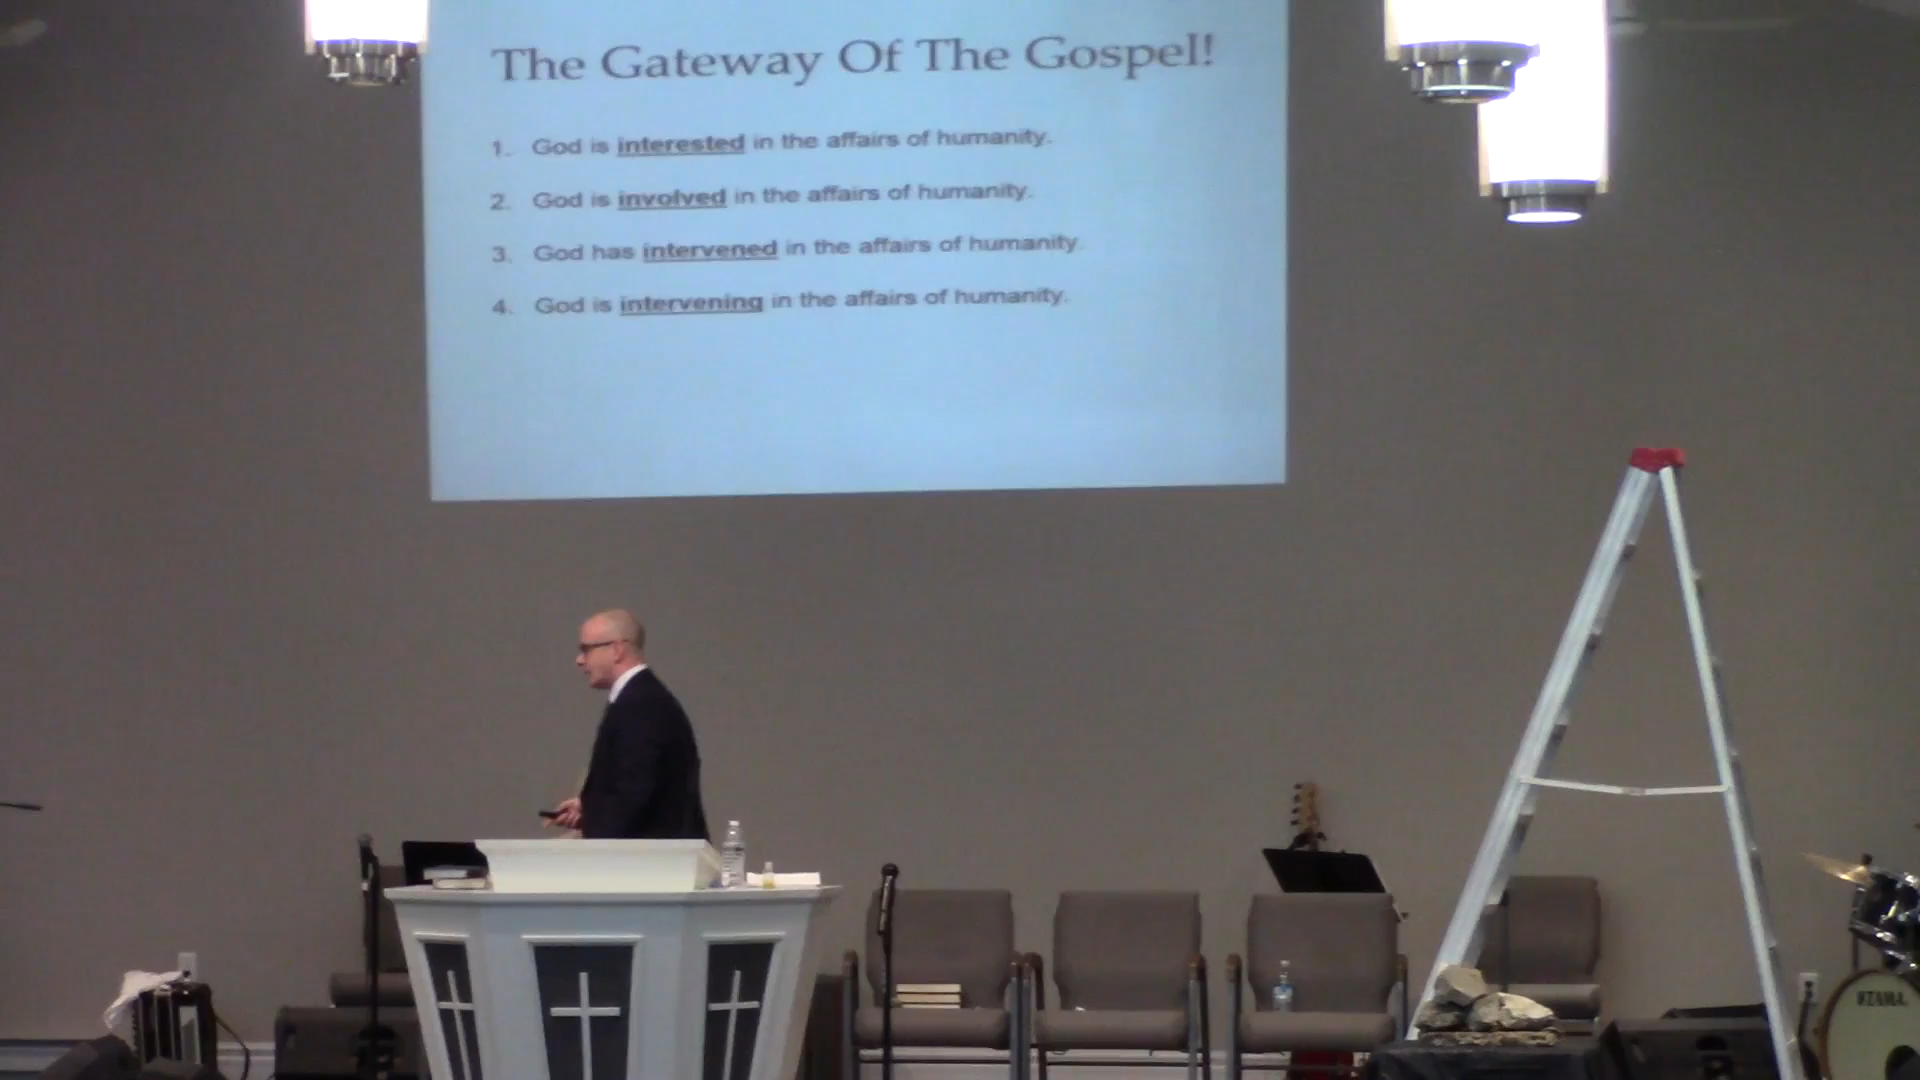 The Gateway Of The Gospel!
1. God is interested in the affairs of humanity.
2. God is involved in the affairs of humanity.
3. God has intervened in the affairs of humanity.
4. God is intervening in the affairs of humanity.
TAMA